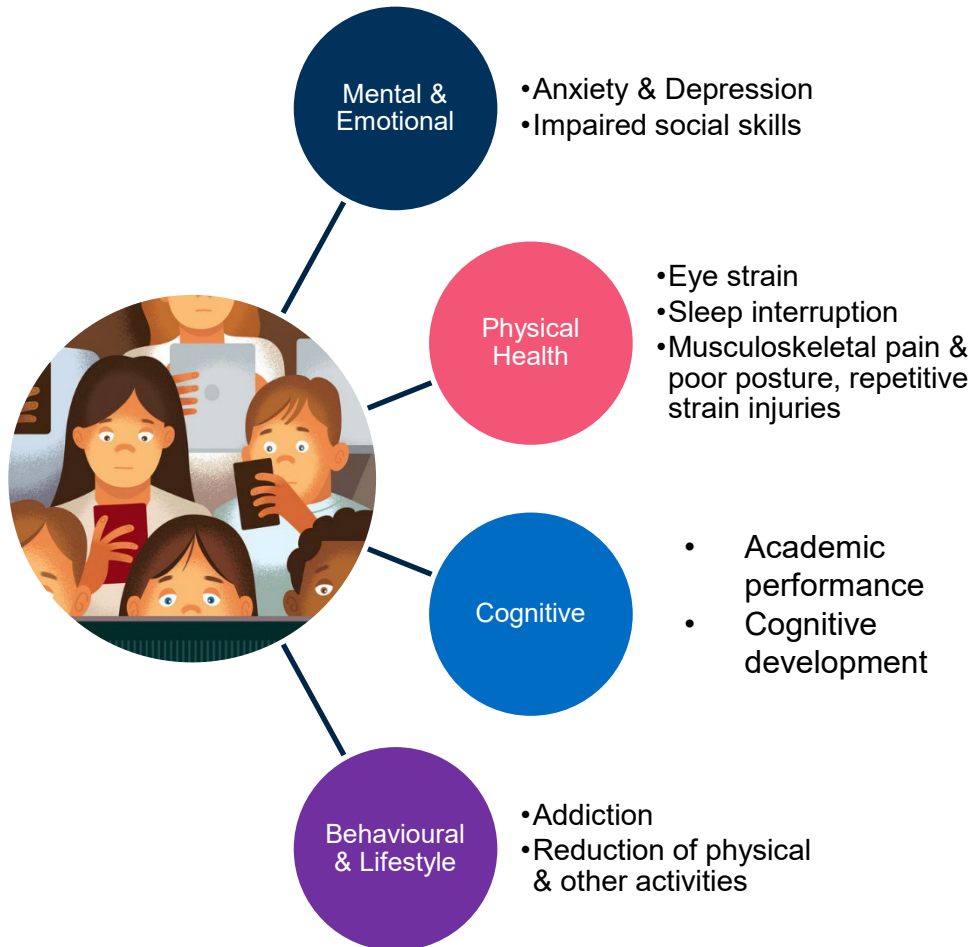 Mental &
Emotional
•Anxiety & Depression
•Impaired social skills
Physical
Health
•Eye strain
•Sleep interruption
•Musculoskeletal pain &
poor posture, repetitive
strain injuries
Cognitive
• Academic
performance
• Cognitive
development
Behavioural
& Lifestyle
•Addiction
•Reduction of physical
& other activities